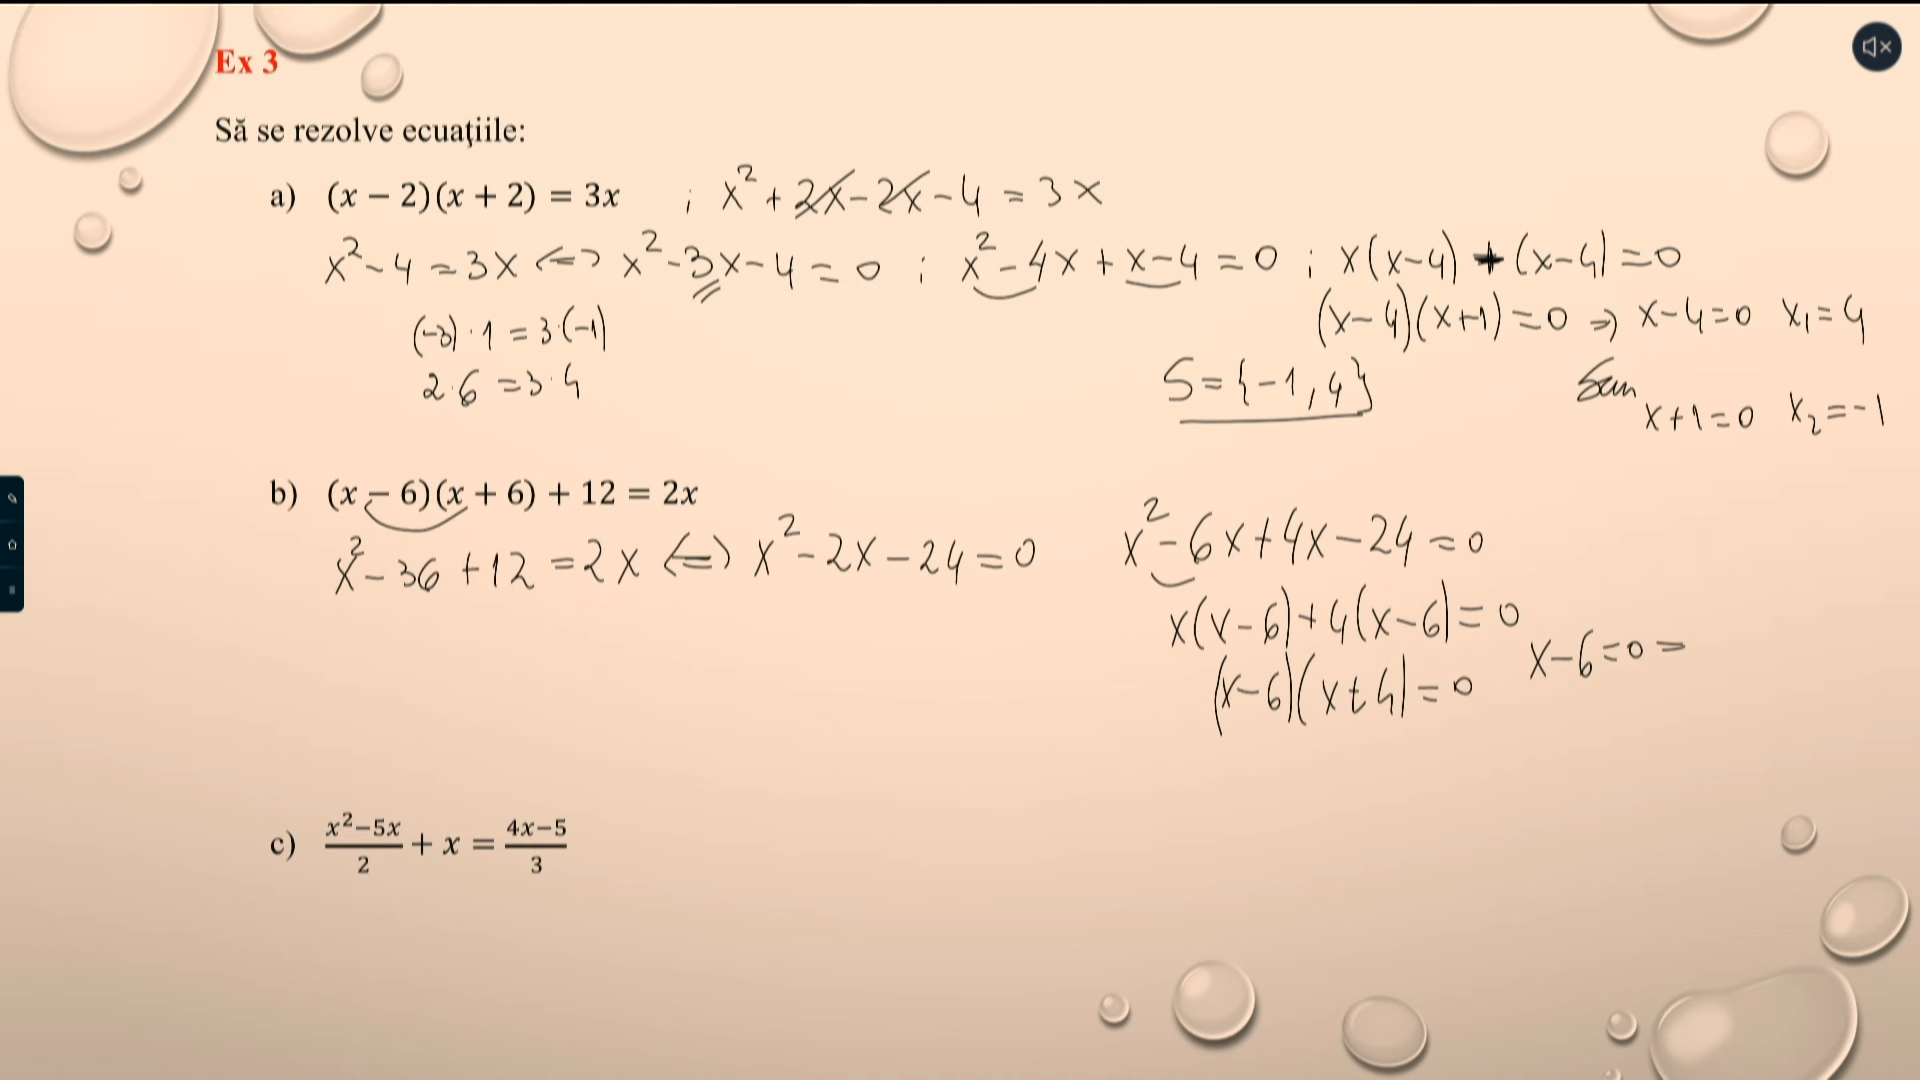 Ex 3
Să se rezolve ecuațiile:
a) (x − 2)(x + 2) = 3x ; x² + 2x − 2x − 4 = 3x
x² − 4 = 3x <=> x² − 3x − 4 = 0 ; x² − 4x + x − 4 = 0 ; x(x−4) + (x−4) = 0
(−3)·1 = 3·(−1)
(x−4)(x+1) = 0 => x−4=0 x₁=4
2·6 = 3·4
S = {−1, 4}
sau
x+1=0 x₂=−1
b) (x − 6)(x + 6) + 12 = 2x
x² − 36 + 12 = 2x <=> x² − 2x − 24 = 0
x² − 6x + 4x − 24 = 0
x(x−6) + 4(x−6) = 0
(x−6)(x+4) = 0
x−6=0 =
c) \frac{x²−5x}{2} + x = \frac{4x−5}{3}